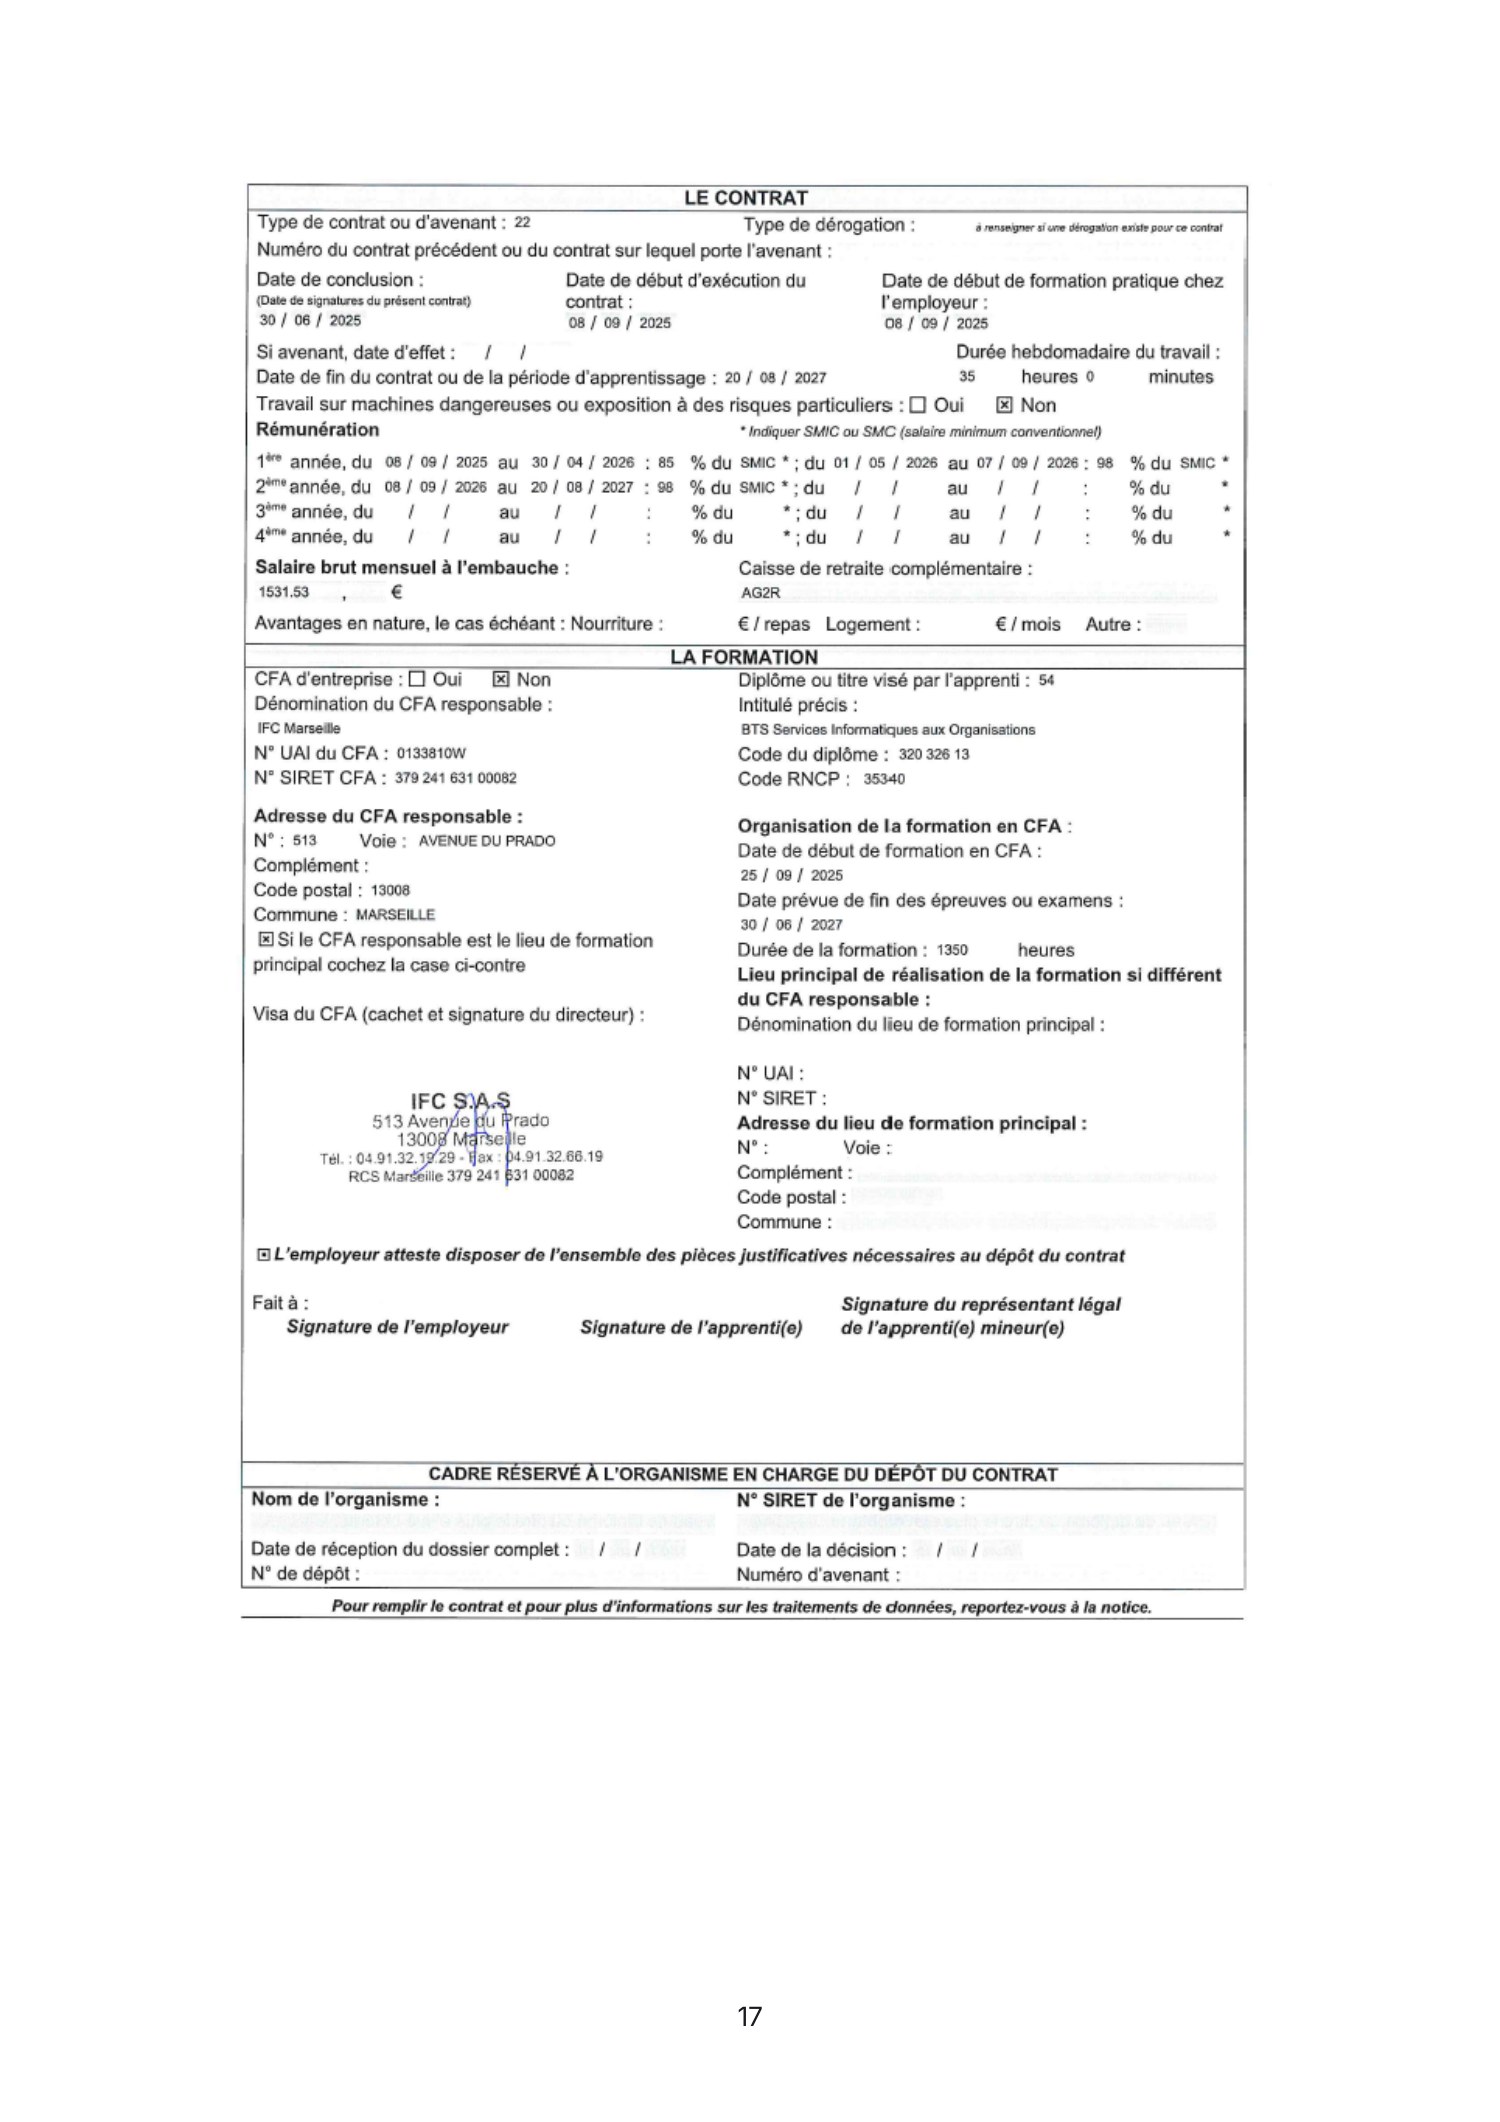 LE CONTRAT
Type de contrat ou d'avenant : 22 Type de dérogation : à renseigner si une dérogation existe pour ce contrat
Numéro du contrat précédent ou du contrat sur lequel porte l'avenant :
Date de conclusion : Date de début d'exécution du Date de début de formation pratique chez
(Date de signatures du présent contrat) contrat : l'employeur :
30 / 06 / 2025 08 / 09 / 2025 08 / 09 / 2025
Si avenant, date d'effet : / / Durée hebdomadaire du travail :
Date de fin du contrat ou de la période d'apprentissage : 20 / 08 / 2027 35 heures 0 minutes
Travail sur machines dangereuses ou exposition à des risques particuliers : ☐ Oui ☒ Non
Rémunération * Indiquer SMIC ou SMC (salaire minimum conventionnel)
1ère année, du 08 / 09 / 2025 au 30 / 04 / 2026 : 85 % du SMIC * ; du 01 / 05 / 2026 au 07 / 09 / 2026 : 98 % du SMIC *
2ème année, du 08 / 09 / 2026 au 20 / 08 / 2027 : 98 % du SMIC * ; du / / au / / : % du *
3ème année, du / / au / / : % du * ; du / / au / / : % du *
4ème année, du / / au / / : % du * ; du / / au / / : % du *
Salaire brut mensuel à l'embauche : Caisse de retraite complémentaire :
1531.53 , € AG2R
Avantages en nature, le cas échéant : Nourriture : € / repas Logement : € / mois Autre :
LA FORMATION
CFA d'entreprise : ☐ Oui ☒ Non
Dénomination du CFA responsable :
IFC Marseille
N° UAI du CFA : 0133810W
N° SIRET CFA : 379 241 631 00082
Adresse du CFA responsable :
N° : 513 Voie : AVENUE DU PRADO
Complément :
Code postal : 13008
Commune : MARSEILLE
☒ Si le CFA responsable est le lieu de formation
principal cochez la case ci-contre
Visa du CFA (cachet et signature du directeur) :
IFC S.A.S
513 Avenue du Prado
13008 Marseille
Tél. : 04.91.32.19.29 - Fax : 04.91.32.66.19
RCS Marseille 379 241 631 00082
Diplôme ou titre visé par l'apprenti : 54
Intitulé précis :
BTS Services Informatiques aux Organisations
Code du diplôme : 320 326 13
Code RNCP : 35340
Organisation de la formation en CFA :
Date de début de formation en CFA :
25 / 09 / 2025
Date prévue de fin des épreuves ou examens :
30 / 06 / 2027
Durée de la formation : 1350 heures
Lieu principal de réalisation de la formation si différent
du CFA responsable :
Dénomination du lieu de formation principal :
N° UAI :
N° SIRET :
Adresse du lieu de formation principal :
N° : Voie :
Complément :
Code postal :
Commune :
☒ L'employeur atteste disposer de l'ensemble des pièces justificatives nécessaires au dépôt du contrat
Fait à :
Signature de l'employeur Signature de l'apprenti(e) Signature du représentant légal
de l'apprenti(e) mineur(e)
CADRE RÉSERVÉ À L'ORGANISME EN CHARGE DU DÉPÔT DU CONTRAT
Nom de l'organisme : N° SIRET de l'organisme :
Date de réception du dossier complet : / / Date de la décision : / /
N° de dépôt : Numéro d'avenant :
Pour remplir le contrat et pour plus d'informations sur les traitements de données, reportez-vous à la notice.
17